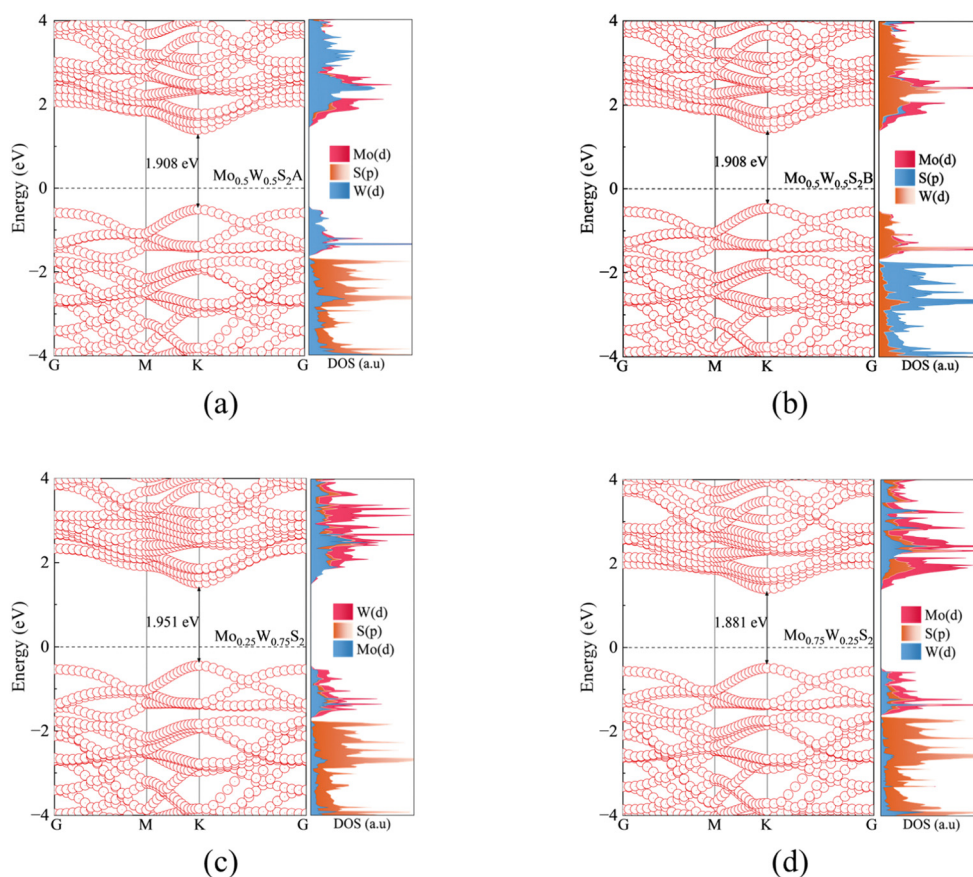 4
2
0
−2
−4
Energy (eV)
1.908 eV
Mo0.5W0.5S2A
Mo(d)
S(p)
W(d)
G M K G DOS (a.u)
(a)
4
2
0
−2
−4
Energy (eV)
1.908 eV
Mo0.5W0.5S2B
Mo(d)
S(p)
W(d)
G M K G DOS (a.u)
(b)
4
2
0
−2
−4
Energy (eV)
1.951 eV
Mo0.25W0.75S2
W(d)
S(p)
Mo(d)
G M K G DOS (a.u)
(c)
4
2
0
−2
−4
Energy (eV)
1.881 eV
Mo0.75W0.25S2
Mo(d)
S(p)
W(d)
G M K G DOS (a.u)
(d)